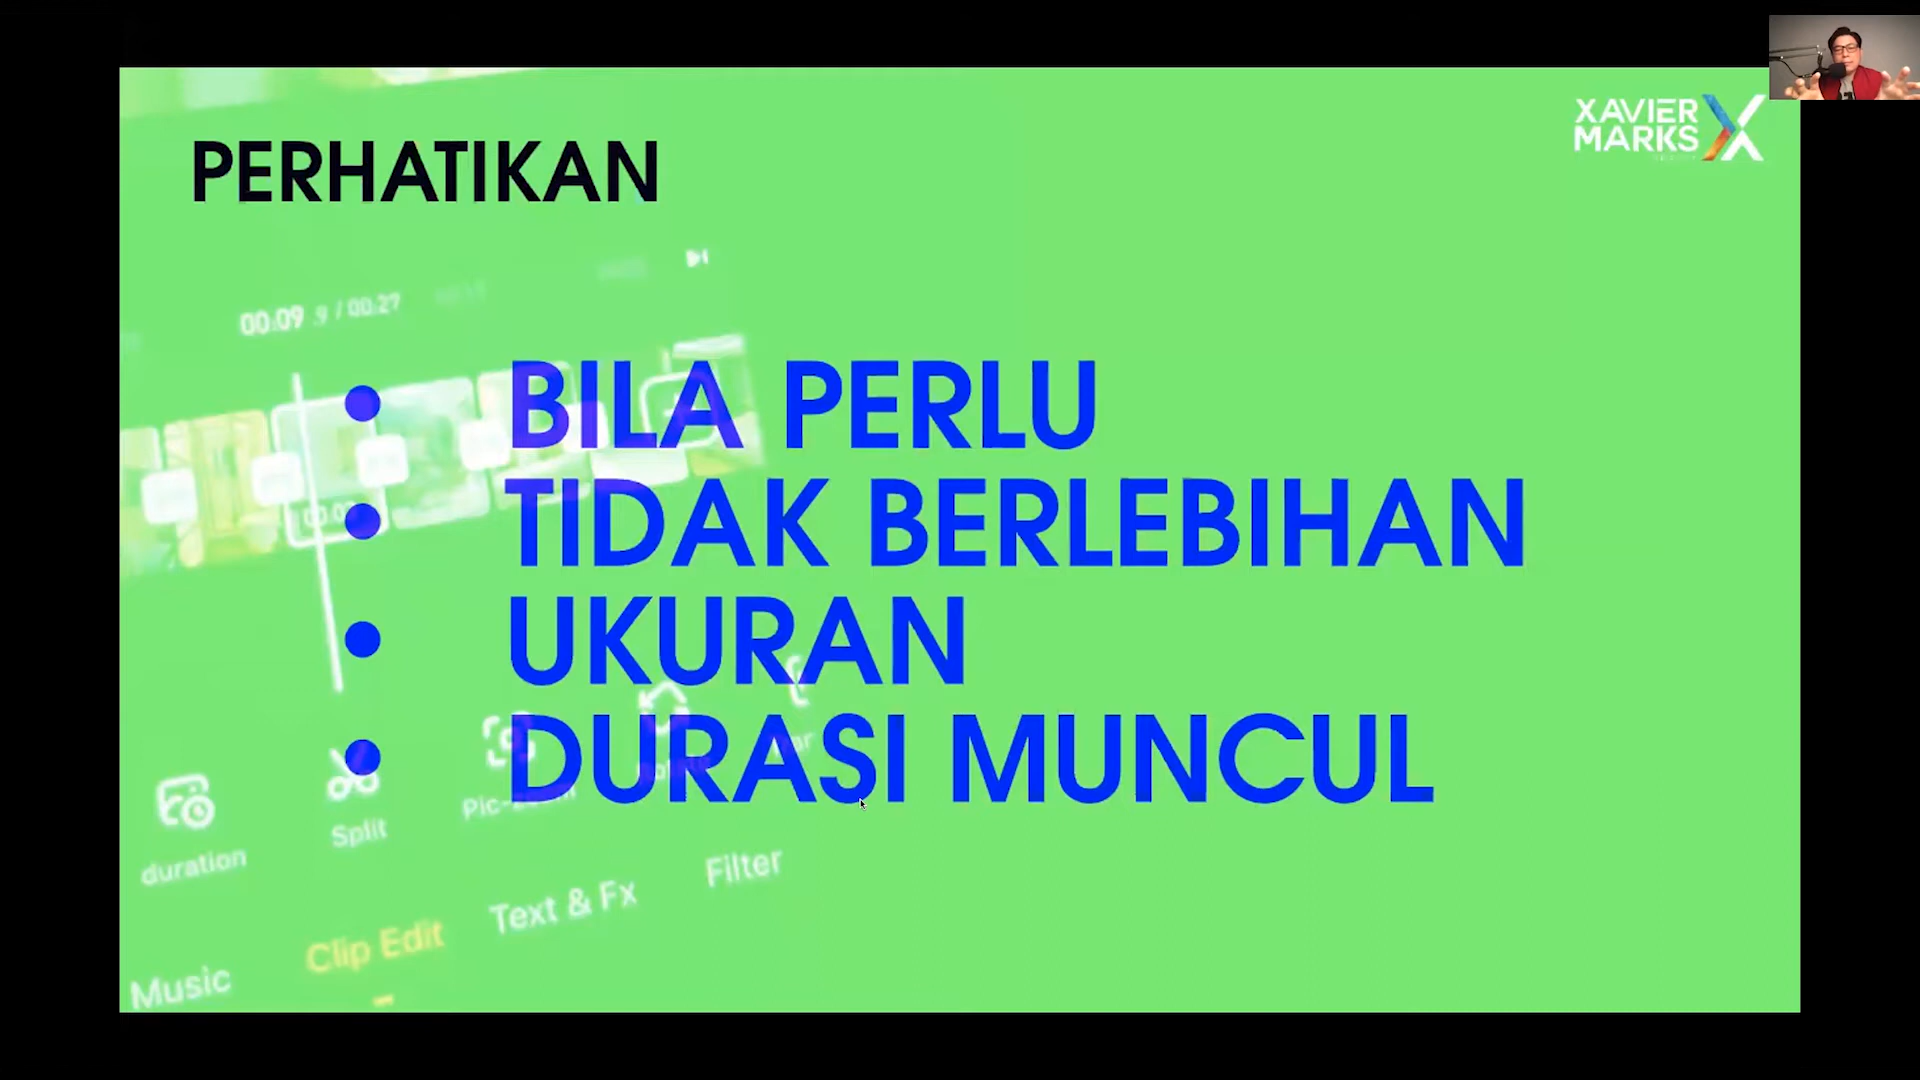 XAVIER
MARKS
PERHATIKAN
00:09 .9 / 00:27
• BILA PERLU
• TIDAK BERLEBIHAN
• UKURAN
• DURASI MUNCUL
duration
Split
Filter
Text & Fx
Clip Edit
Music